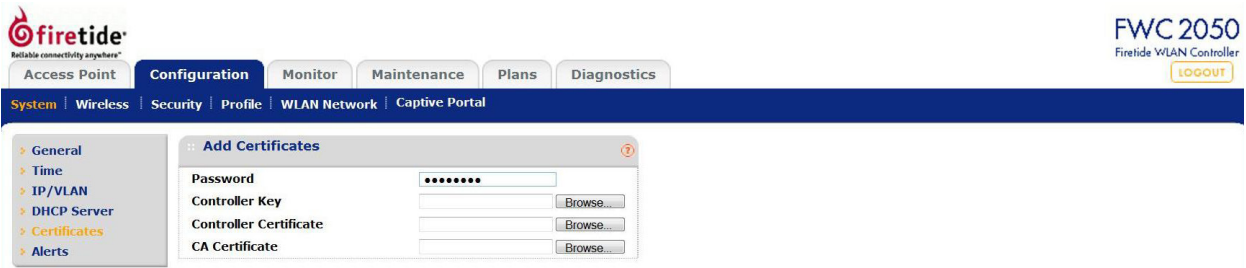 firetide
Reliable connectivity anywhere™
FWC 2050
Firetide WLAN Controller
LOGOUT
Access Point Configuration Monitor Maintenance Plans Diagnostics
System Wireless Security Profile WLAN Network Captive Portal
General
Time
IP/VLAN
DHCP Server
Certificates
Alerts
Add Certificates ?
Password ••••••••
Controller Key Browse...
Controller Certificate Browse...
CA Certificate Browse...